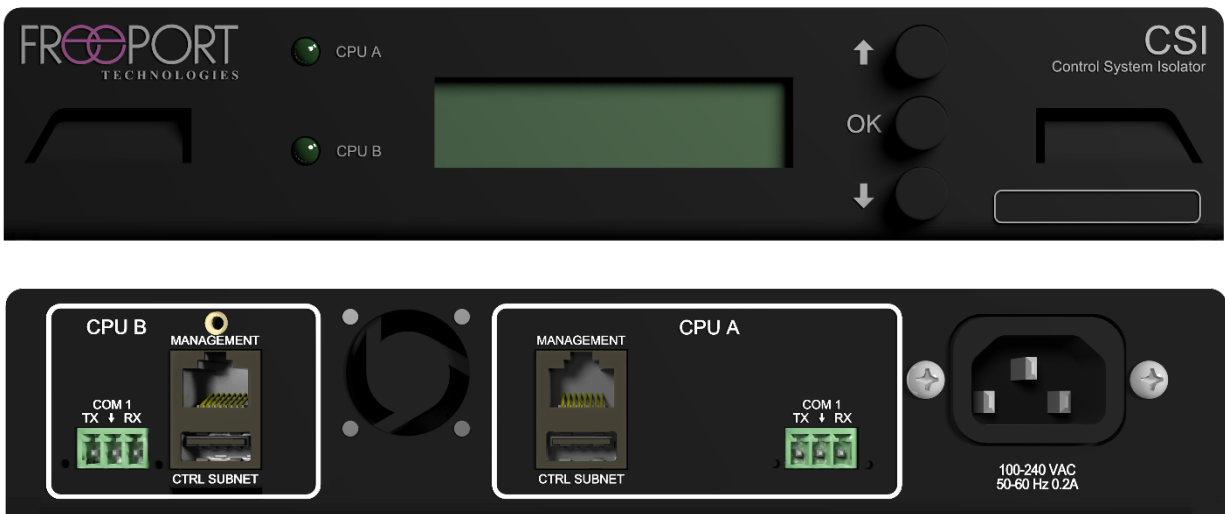 FREEPORT
TECHNOLOGIES
CPU A
CPU B
OK
CSI
Control System Isolator
CPU B
MANAGEMENT
COM 1
TX RX
CTRL SUBNET
CPU A
MANAGEMENT
COM 1
TX RX
CTRL SUBNET
100-240 VAC
50-60 Hz 0.2A